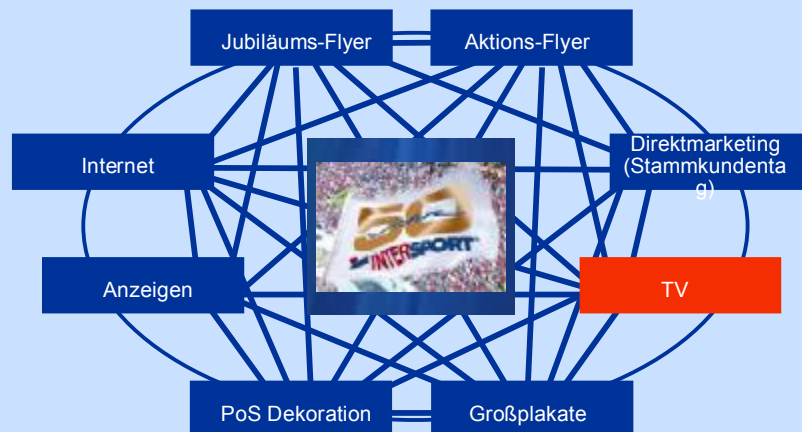 Jubiläums-Flyer
Aktions-Flyer
Internet
Direktmarketing
(Stammkundenta
g)
50
INTERSPORT
Anzeigen
TV
PoS Dekoration
Großplakate